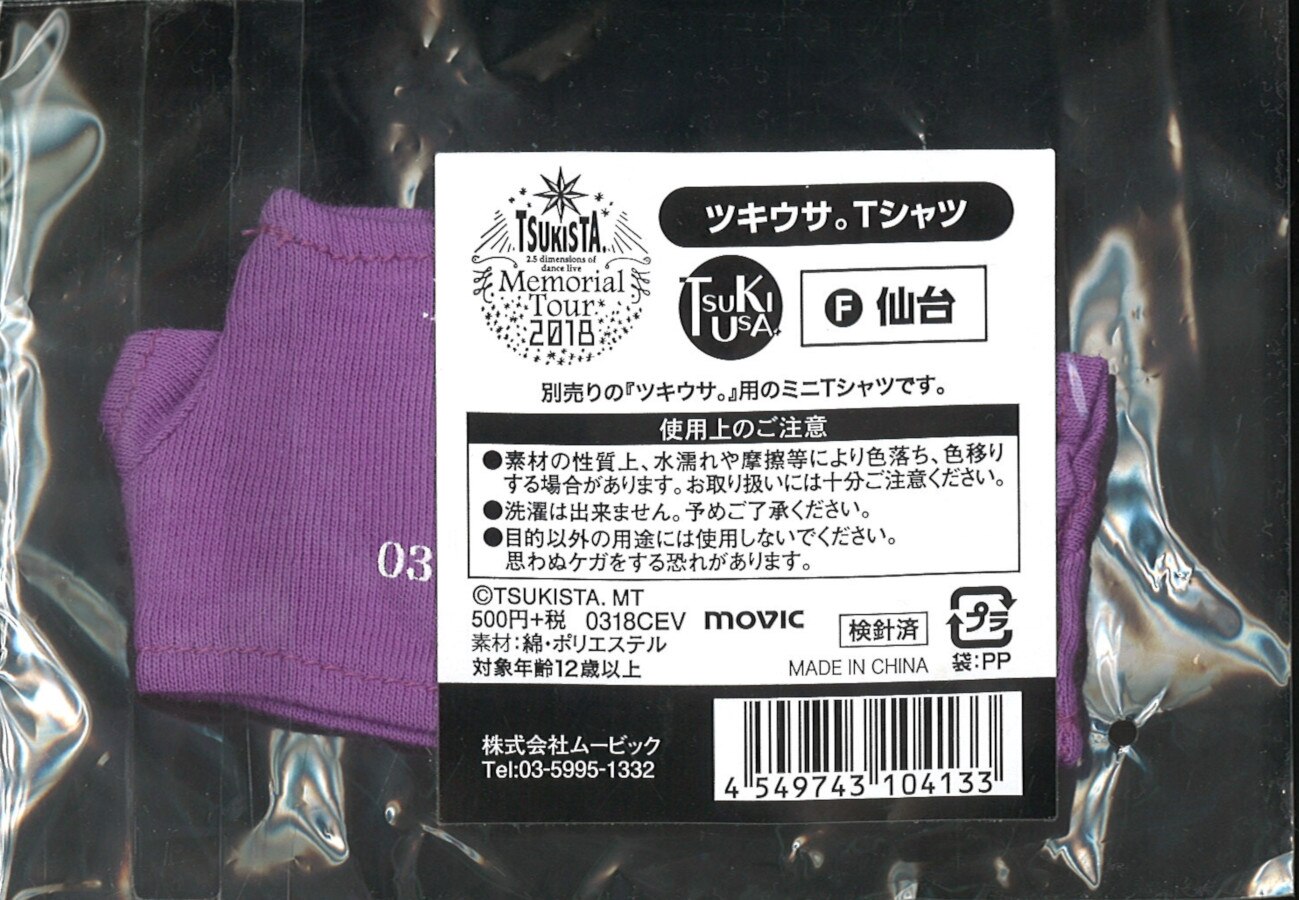 TSUKISTA.
2.5 dimensions of
dance live
Memorial
Tour
2018
ツキウサ。Tシャツ
TSUKI
USA.
F 仙台
別売りの『ツキウサ。』用のミニTシャツです。
使用上のご注意
●素材の性質上、水濡れや摩擦等により色落ち、色移り
する場合があります。お取り扱いには十分ご注意ください。
●洗濯は出来ません。予めご了承ください。
●目的以外の用途には使用しないでください。
思わぬケガをする恐れがあります。
03
©TSUKISTA. MT
500円+税 0318CEV movic
素材:綿・ポリエステル
対象年齢12歳以上
検針済
MADE IN CHINA
プラ
袋:PP
株式会社ムービック
Tel:03-5995-1332
4 549743 104133